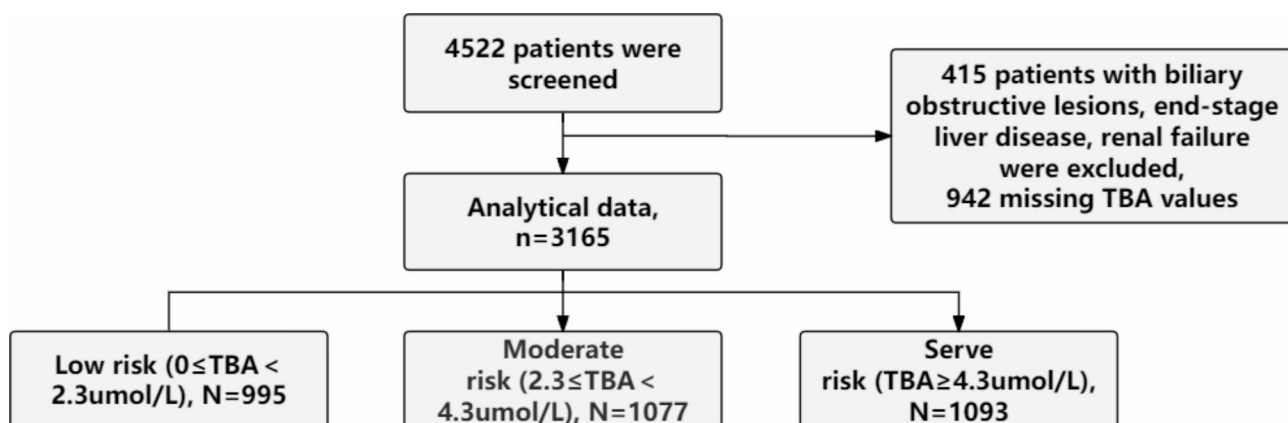 4522 patients were
screened
415 patients with biliary
obstructive lesions, end-stage
liver disease, renal failure
were excluded,
942 missing TBA values
Analytical data,
n=3165
Low risk (0≤TBA<
2.3umol/L), N=995
Moderate
risk (2.3≤TBA<
4.3umol/L), N=1077
Serve
risk (TBA≥4.3umol/L),
N=1093